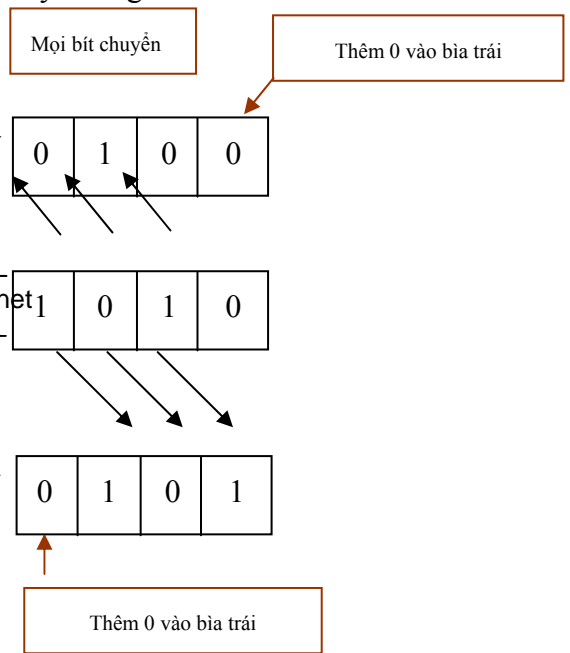 Mọi bít chuyển
Thêm 0 vào bìa trái
0 1 0 0
net
1 0 1 0
0 1 0 1
Thêm 0 vào bìa trái